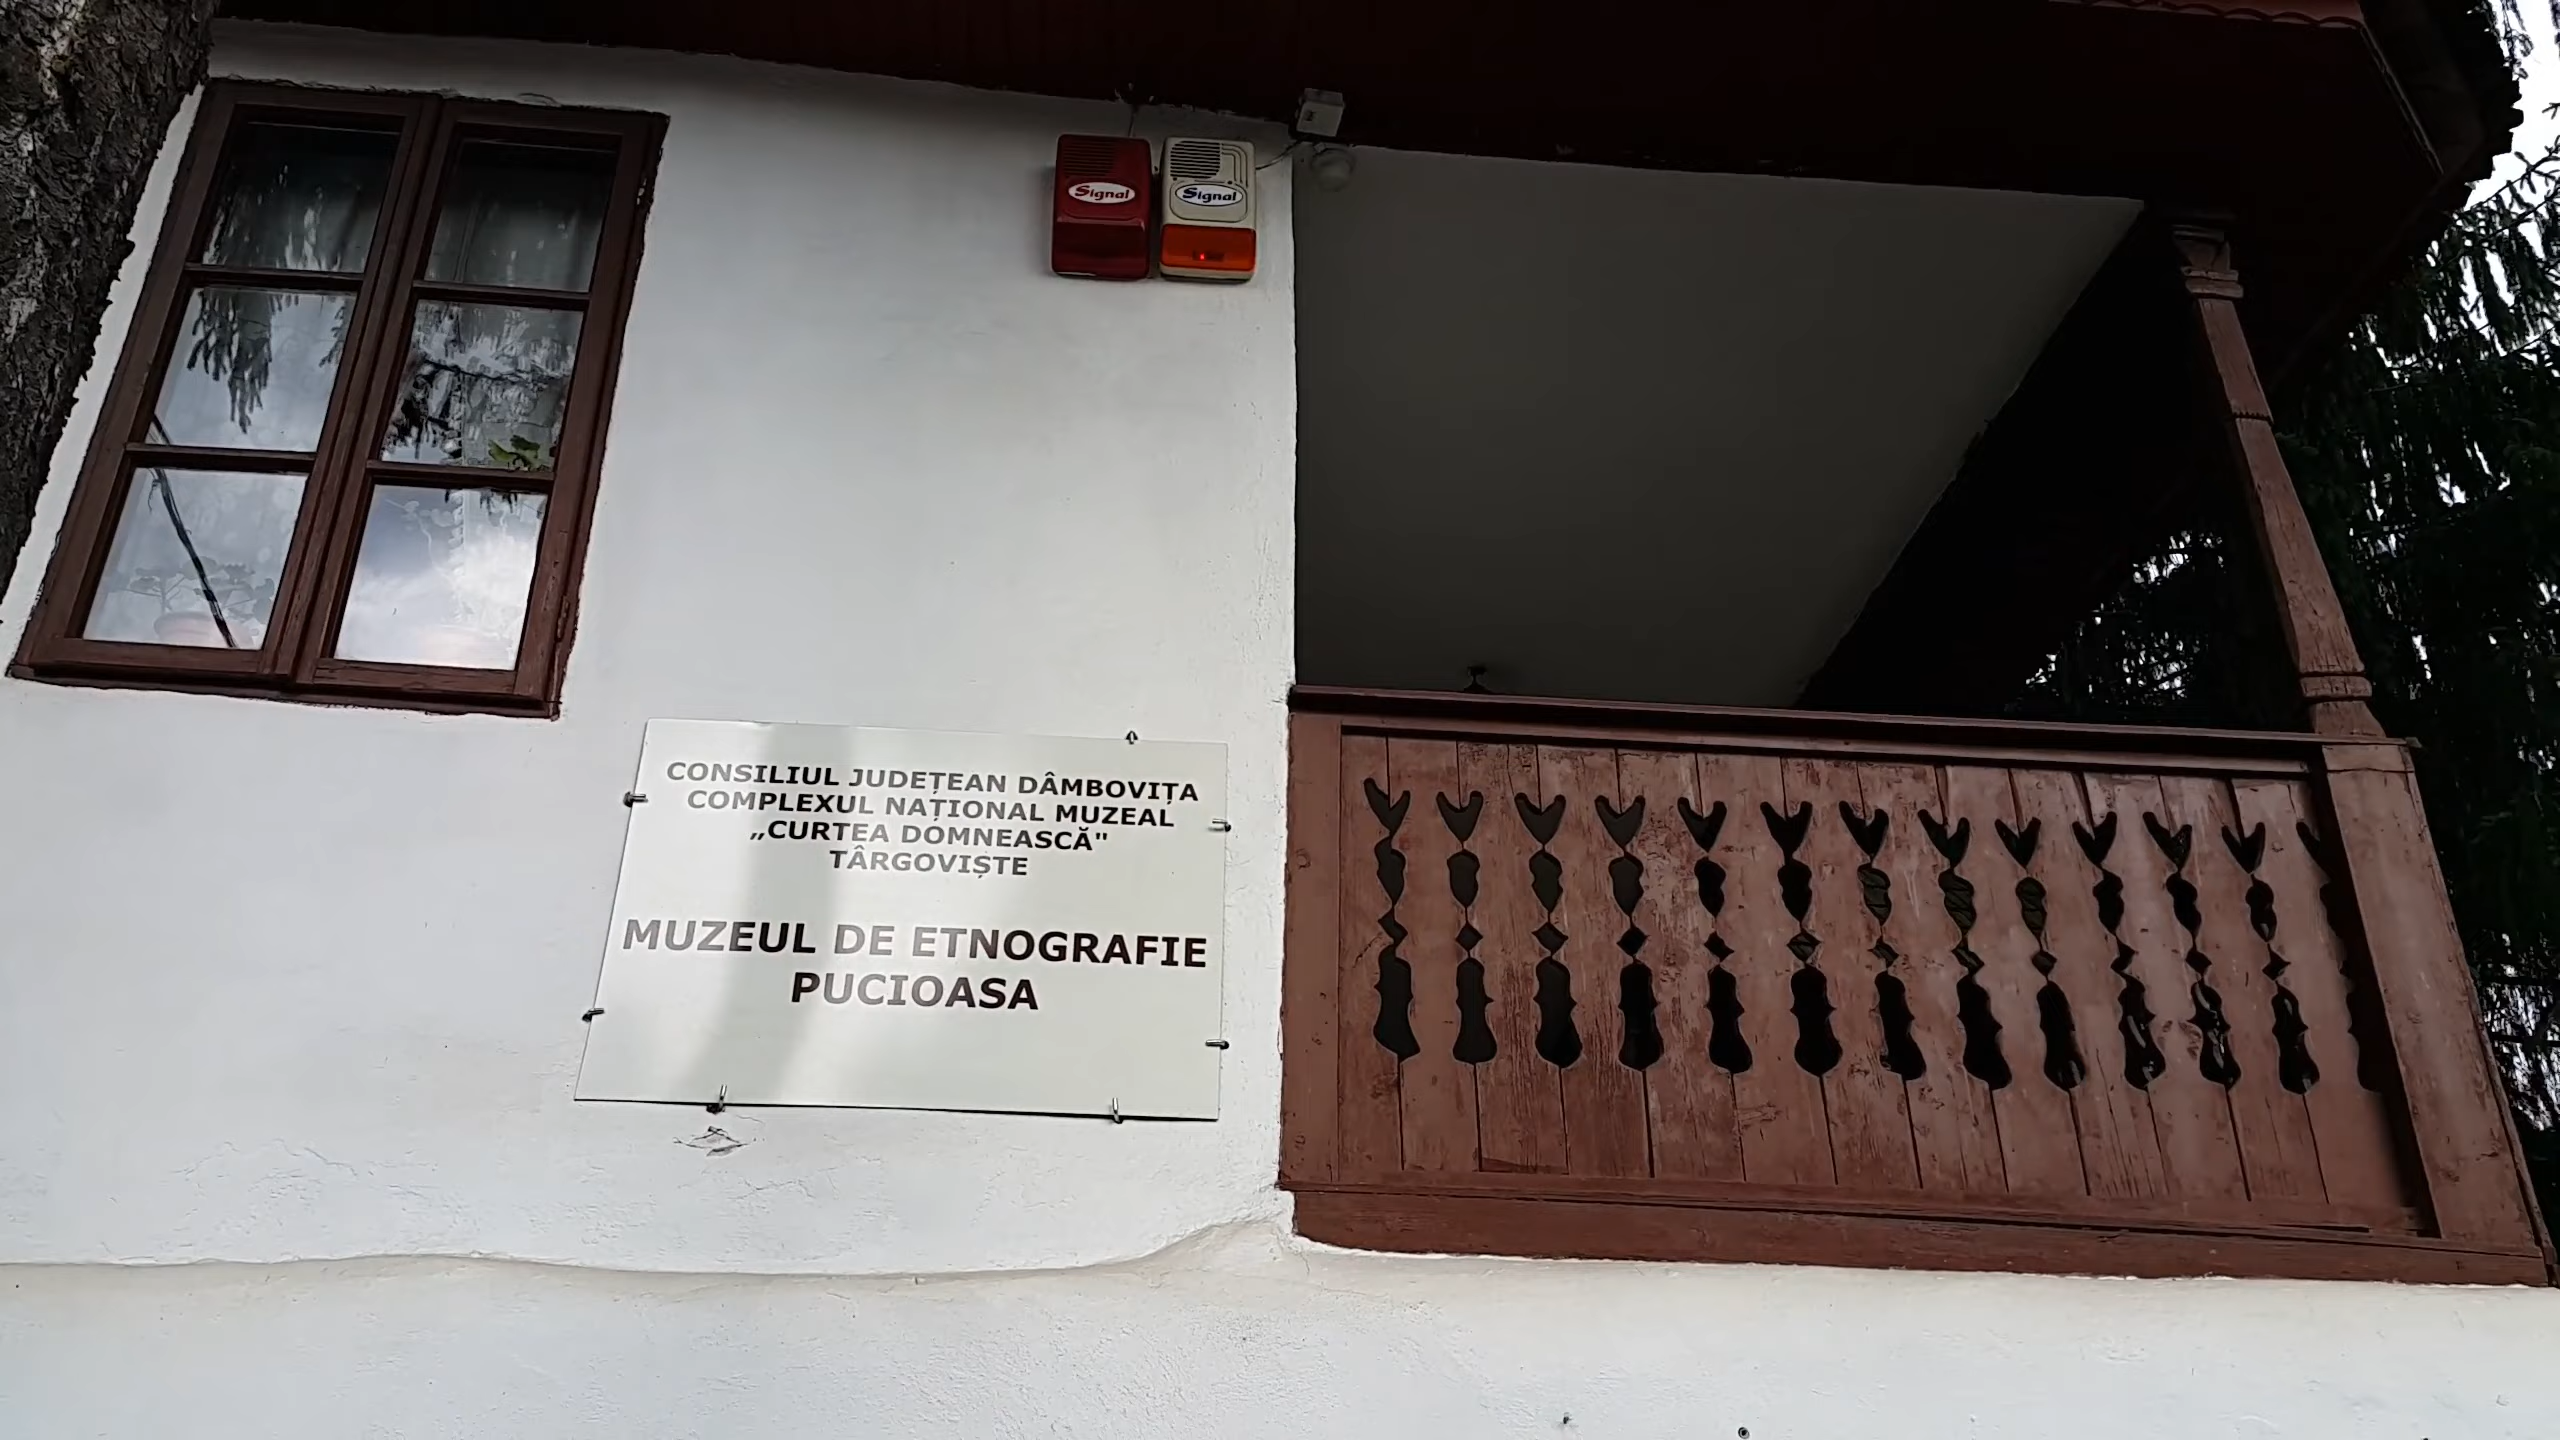 Signal
Signal
CONSILIUL JUDEȚEAN DÂMBOVIȚA
COMPLEXUL NAȚIONAL MUZEAL
„CURTEA DOMNEASCĂ"
TÂRGOVIȘTE
MUZEUL DE ETNOGRAFIE
PUCIOASA